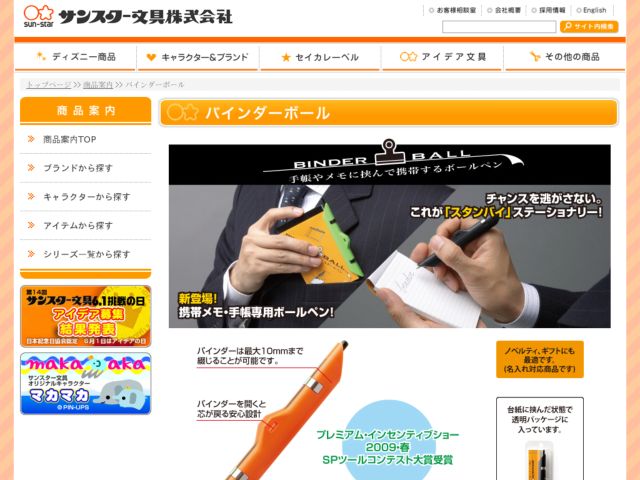 sun-star サンスター文具株式会社
お客様相談室 会社概要 採用情報 English
サイト内検索
ディズニー商品 キャラクター&ブランド セイカレーベル アイデア文具 その他の商品
トップページ >> 商品案内 >> バインダーボール
商品案内
商品案内TOP
ブランドから探す
キャラクターから探す
アイテムから探す
シリーズ一覧から探す
第14回
サンスター文具6.1挑戦の日
アイデア募集
結果発表
日本記念日協会認定 6月1日はアイデアの日
maka aka
サンスター文具
オリジナルキャラクター
マカマカ
©PIN-UPS
バインダーボール
BINDER BALL
手帳やメモに挟んで携帯するボールペン
チャンスを逃がさない。
これが「スタンバイ」ステーショナリー!
新登場!
携帯メモ・手帳専用ボールペン!
バインダーは最大10mmまで
綴じることが可能です。
バインダーを開くと
芯が戻る安心設計
プレミアム・インセンティブショー
2009・春
SPツールコンテスト大賞受賞
ノベルティ、ギフトにも
最適です。
(名入れ対応商品です)
台紙に挟んだ状態で
透明パッケージに
入っています。